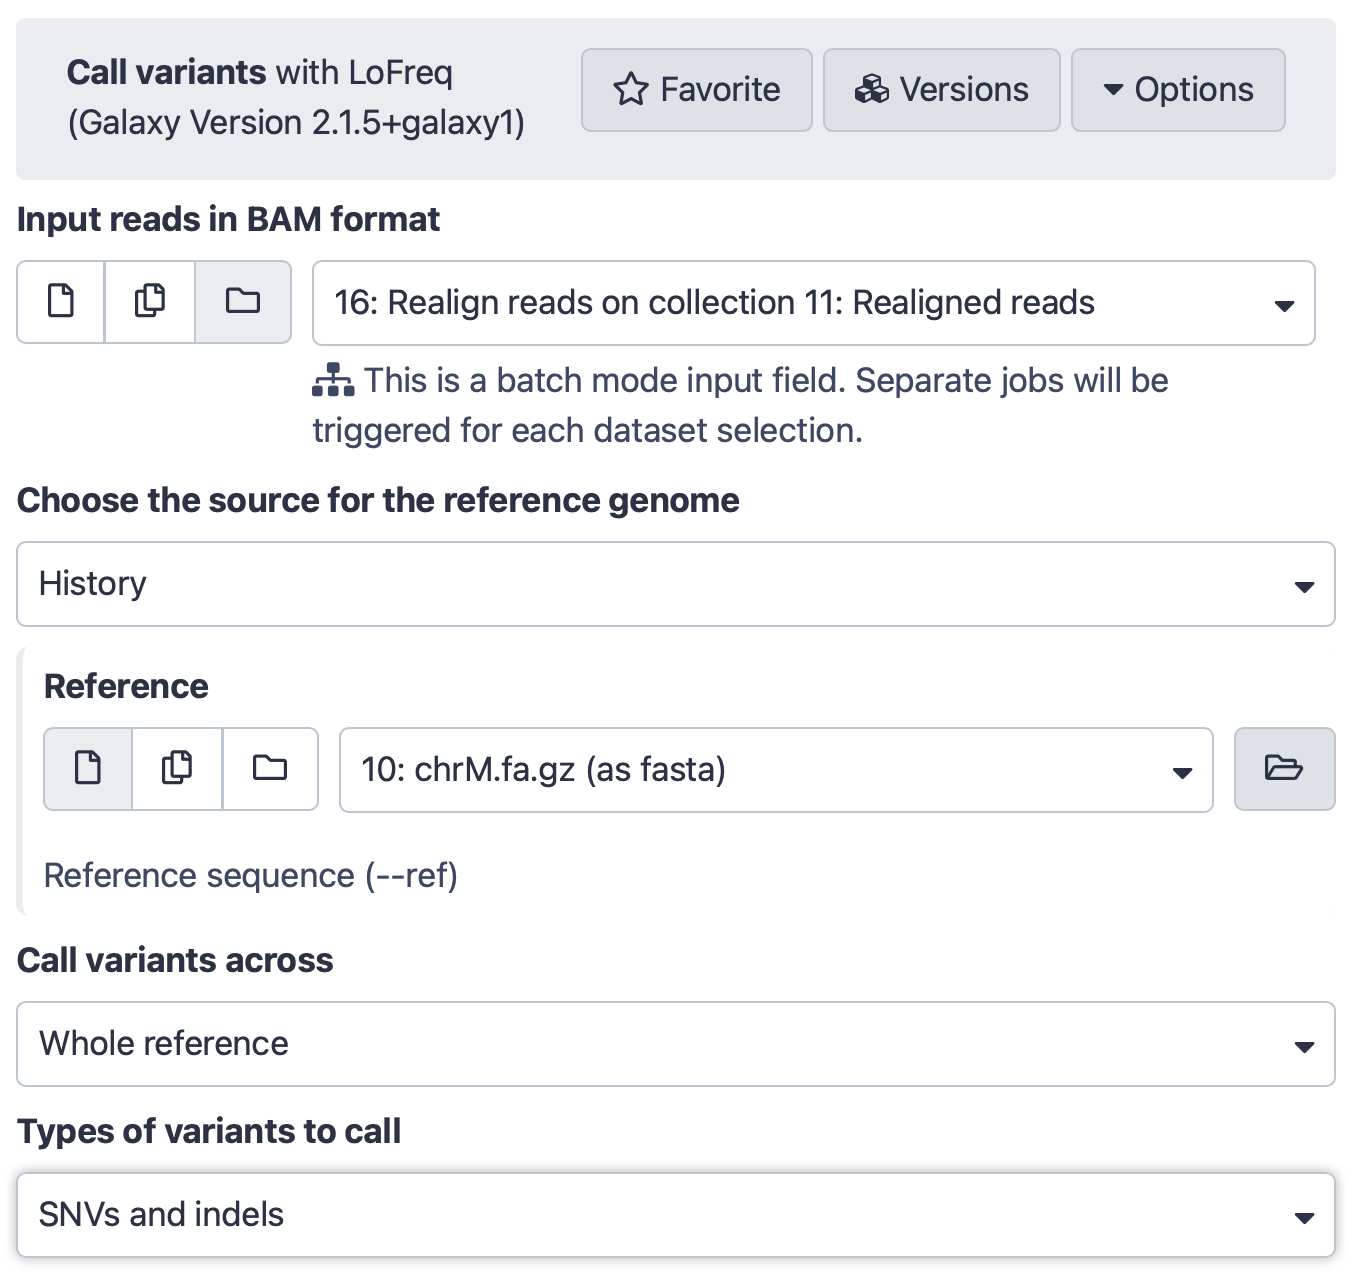 Call variants with LoFreq
(Galaxy Version 2.1.5+galaxy1)
Favorite
Versions
Options
Input reads in BAM format
16: Realign reads on collection 11: Realigned reads
This is a batch mode input field. Separate jobs will be
triggered for each dataset selection.
Choose the source for the reference genome
History
Reference
10: chrM.fa.gz (as fasta)
Reference sequence (--ref)
Call variants across
Whole reference
Types of variants to call
SNVs and indels